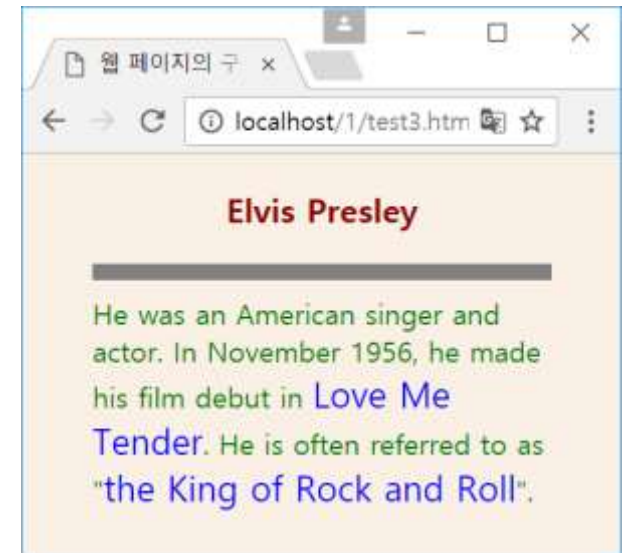 웹 페이지의 구
localhost/1/test3.htm
Elvis Presley
He was an American singer and
actor. In November 1956, he made
his film debut in Love Me
Tender. He is often referred to as
"the King of Rock and Roll".